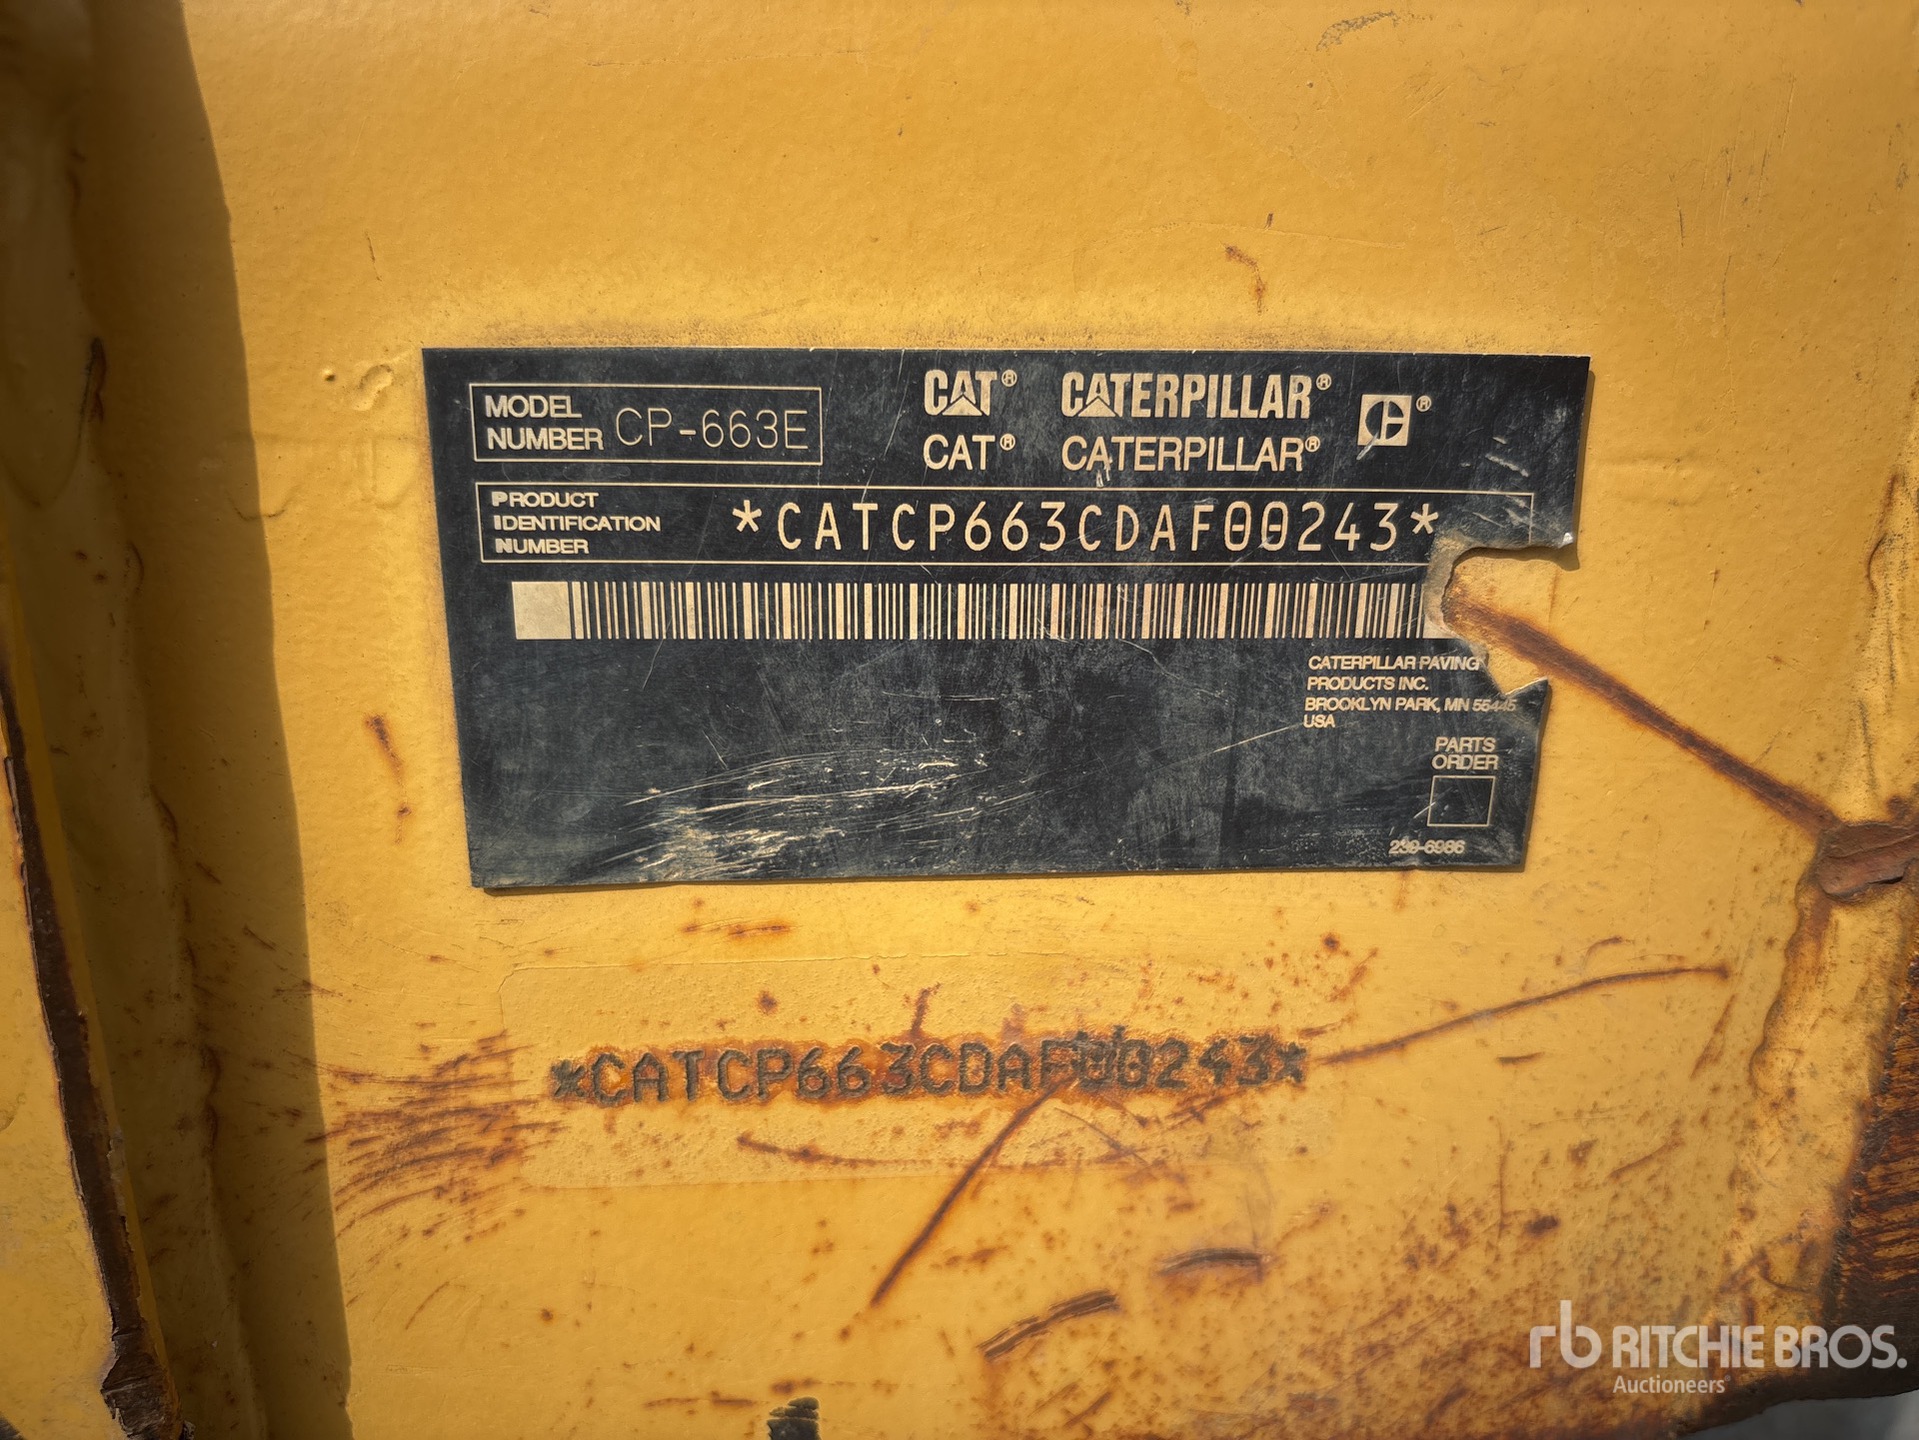 MODEL NUMBER CP-663E
CAT® CATERPILLAR®
CAT® CATERPILLAR®
PRODUCT
IDENTIFICATION
NUMBER
*CATCP663CDAF00243*
CATERPILLAR PAVING
PRODUCTS INC.
BROOKLYN PARK, MN 55445
USA
PARTS
ORDER
*CATCP663CDAF00243*
rb RITCHIE BROS.
Auctioneers